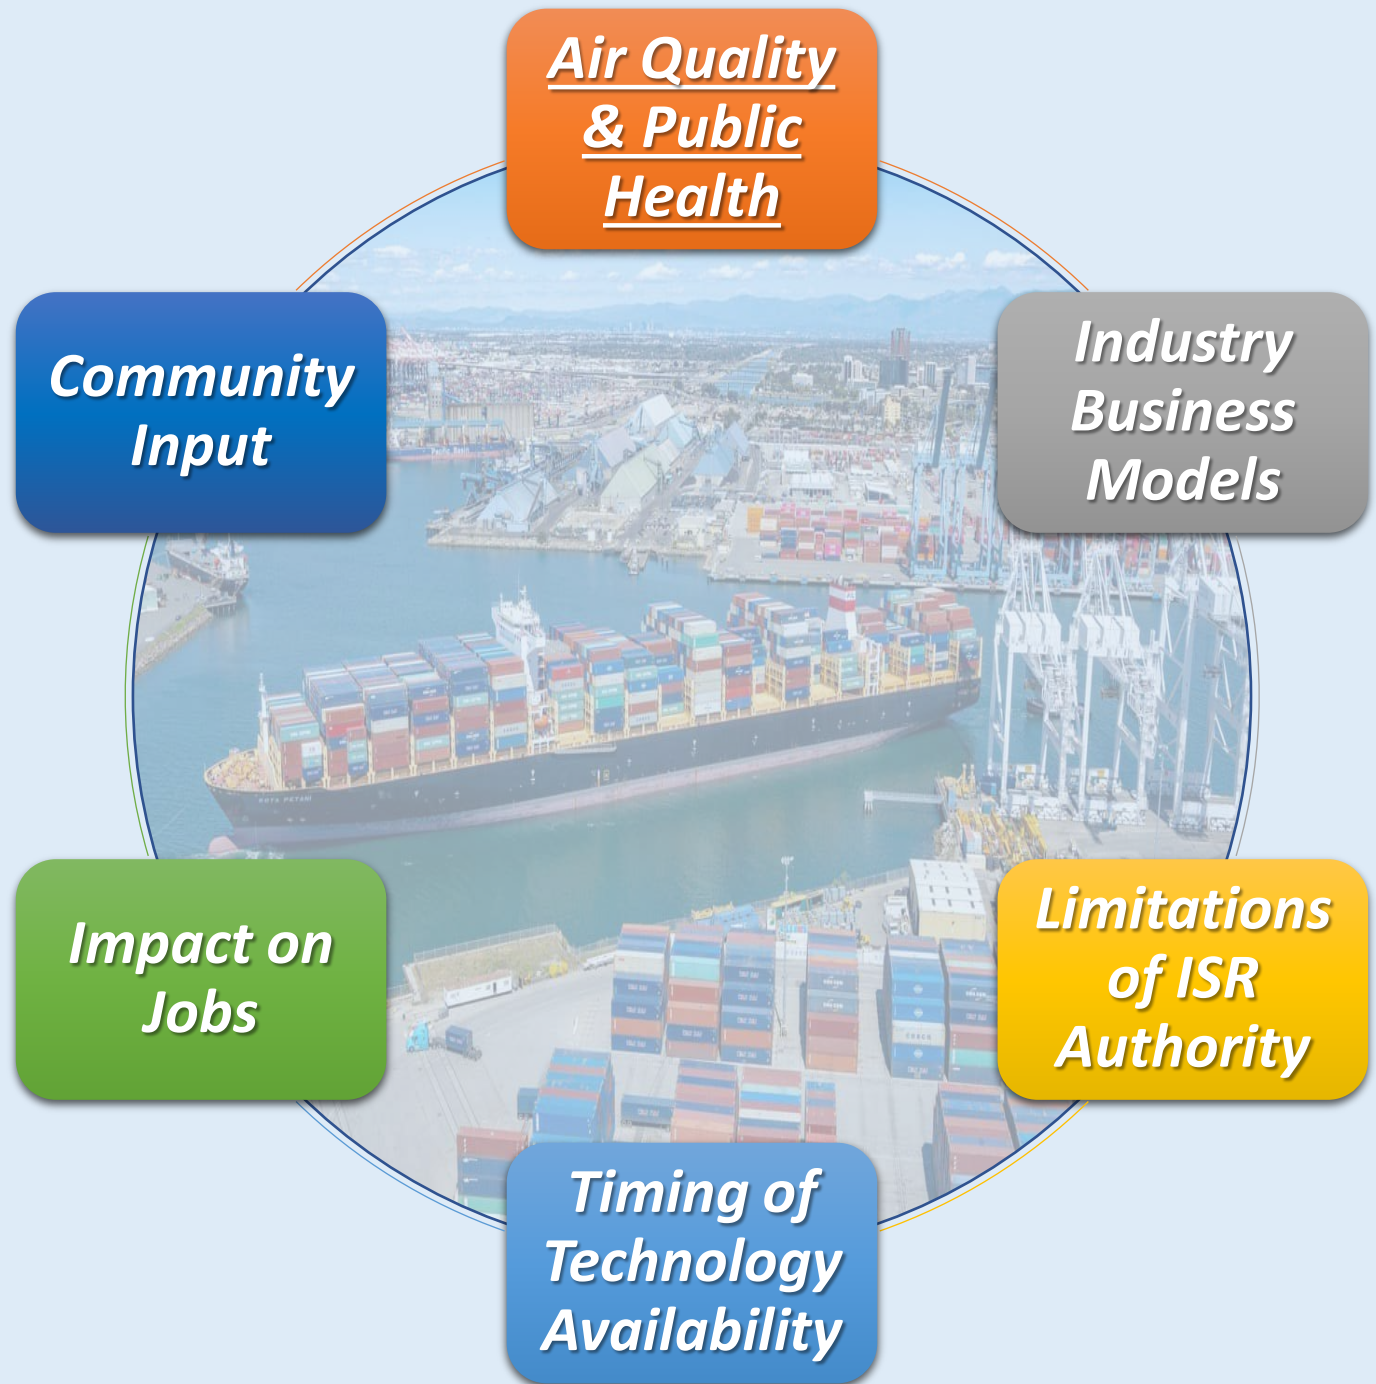 Air Quality
& Public
Health
Community
Input
Industry
Business
Models
Impact on
Jobs
Limitations
of ISR
Authority
Timing of
Technology
Availability